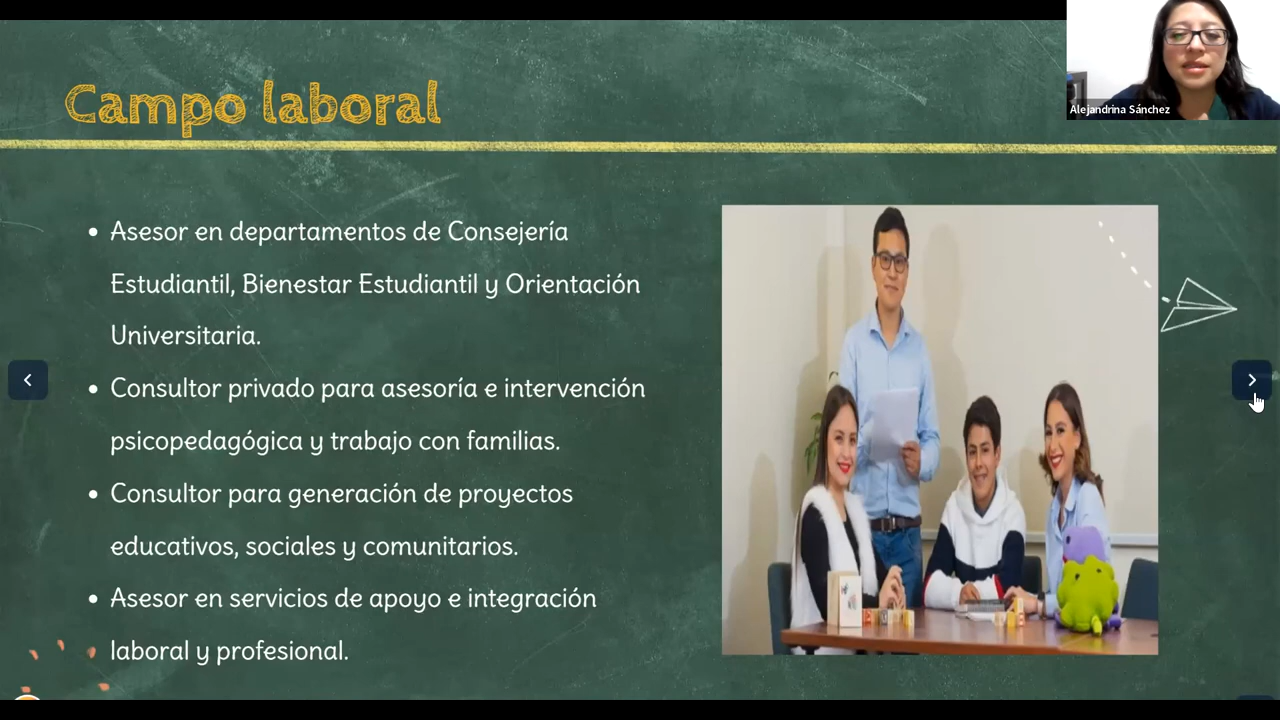 Campo laboral
Alejandrina Sánchez
• Asesor en departamentos de Consejería
Estudiantil, Bienestar Estudiantil y Orientación
Universitaria.
• Consultor privado para asesoría e intervención
psicopedagógica y trabajo con familias.
• Consultor para generación de proyectos
educativos, sociales y comunitarios.
• Asesor en servicios de apoyo e integración
laboral y profesional.